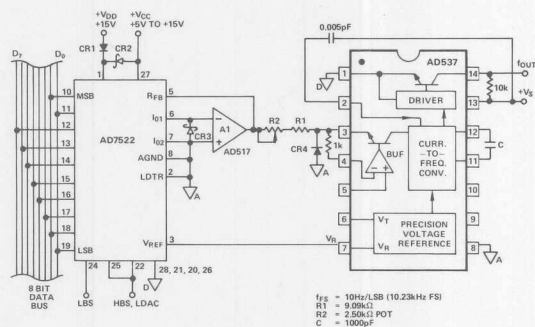 +VDD
+15V
+VCC
+5V TO +15V
CR1
CR2
D7
D0
1
27
10
MSB
11
12
13
14
15
16
17
18
19
LSB
8 BIT
DATA
BUS
AD7522
RFB
5
IO1
6
IO2
7
AGND
8
LDTR
2
A
VREF
3
24
LBS
25
22
HBS, LDAC
D
28, 21, 20, 26
CR3
A1
AD517
R2
R1
CR4
A
1k
VR
0.005pF
AD537
D
1
2
3
4
5
6
7
DRIVER
BUF
CURR.
-TO-
FREQ.
CONV.
VT
VR
PRECISION
VOLTAGE
REFERENCE
14
13
12
11
10
9
8
fOUT
10k
+VS
C
A
fFS = 10Hz/LSB (10.23kHz FS)
R1 = 9.09kΩ
R2 = 2.50kΩ POT
C = 1000pF